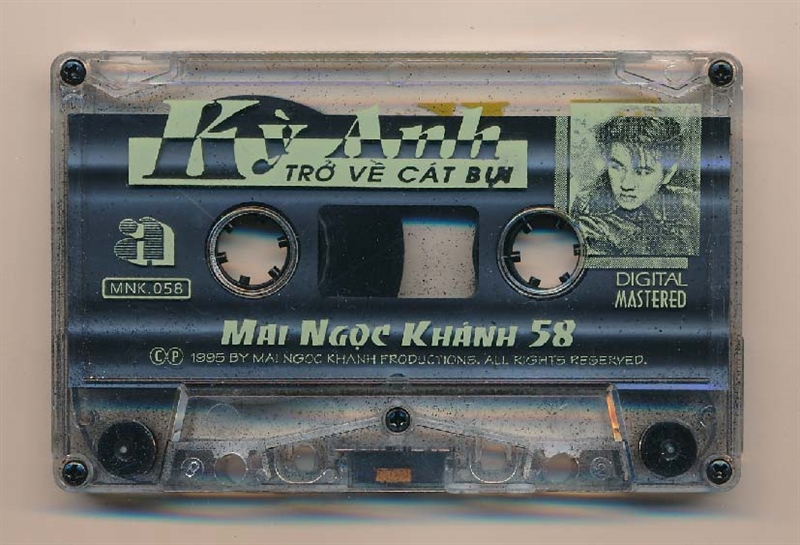 Kỳ Anh
TRỞ VỀ CÁT BỤI
a
MNK.058
DIGITAL
MASTERED
MAI NGỌC KHÁNH 58
Ⓒ Ⓟ 1995 BY MAI NGOC KHANH PRODUCTIONS. ALL RIGHTS RESERVED.